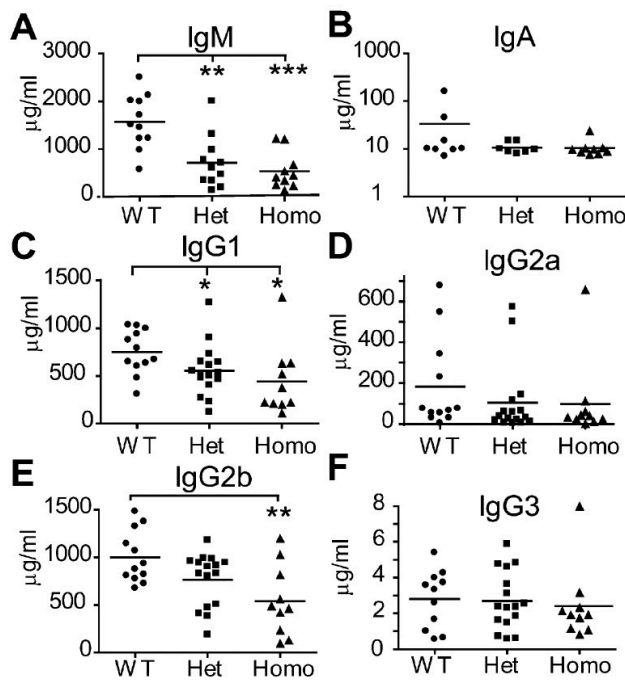 A
IgM
µg/ml
3000
2000
1000
0
** ***
WT Het Homo
B
IgA
µg/ml
1000
100
10
1
WT Het Homo
C
IgG1
µg/ml
1500
1000
500
0
* *
WT Het Homo
D
IgG2a
µg/ml
600
400
200
0
WT Het Homo
E
IgG2b
µg/ml
1500
1000
500
0
**
WT Het Homo
F
IgG3
µg/ml
8
6
4
2
0
WT Het Homo